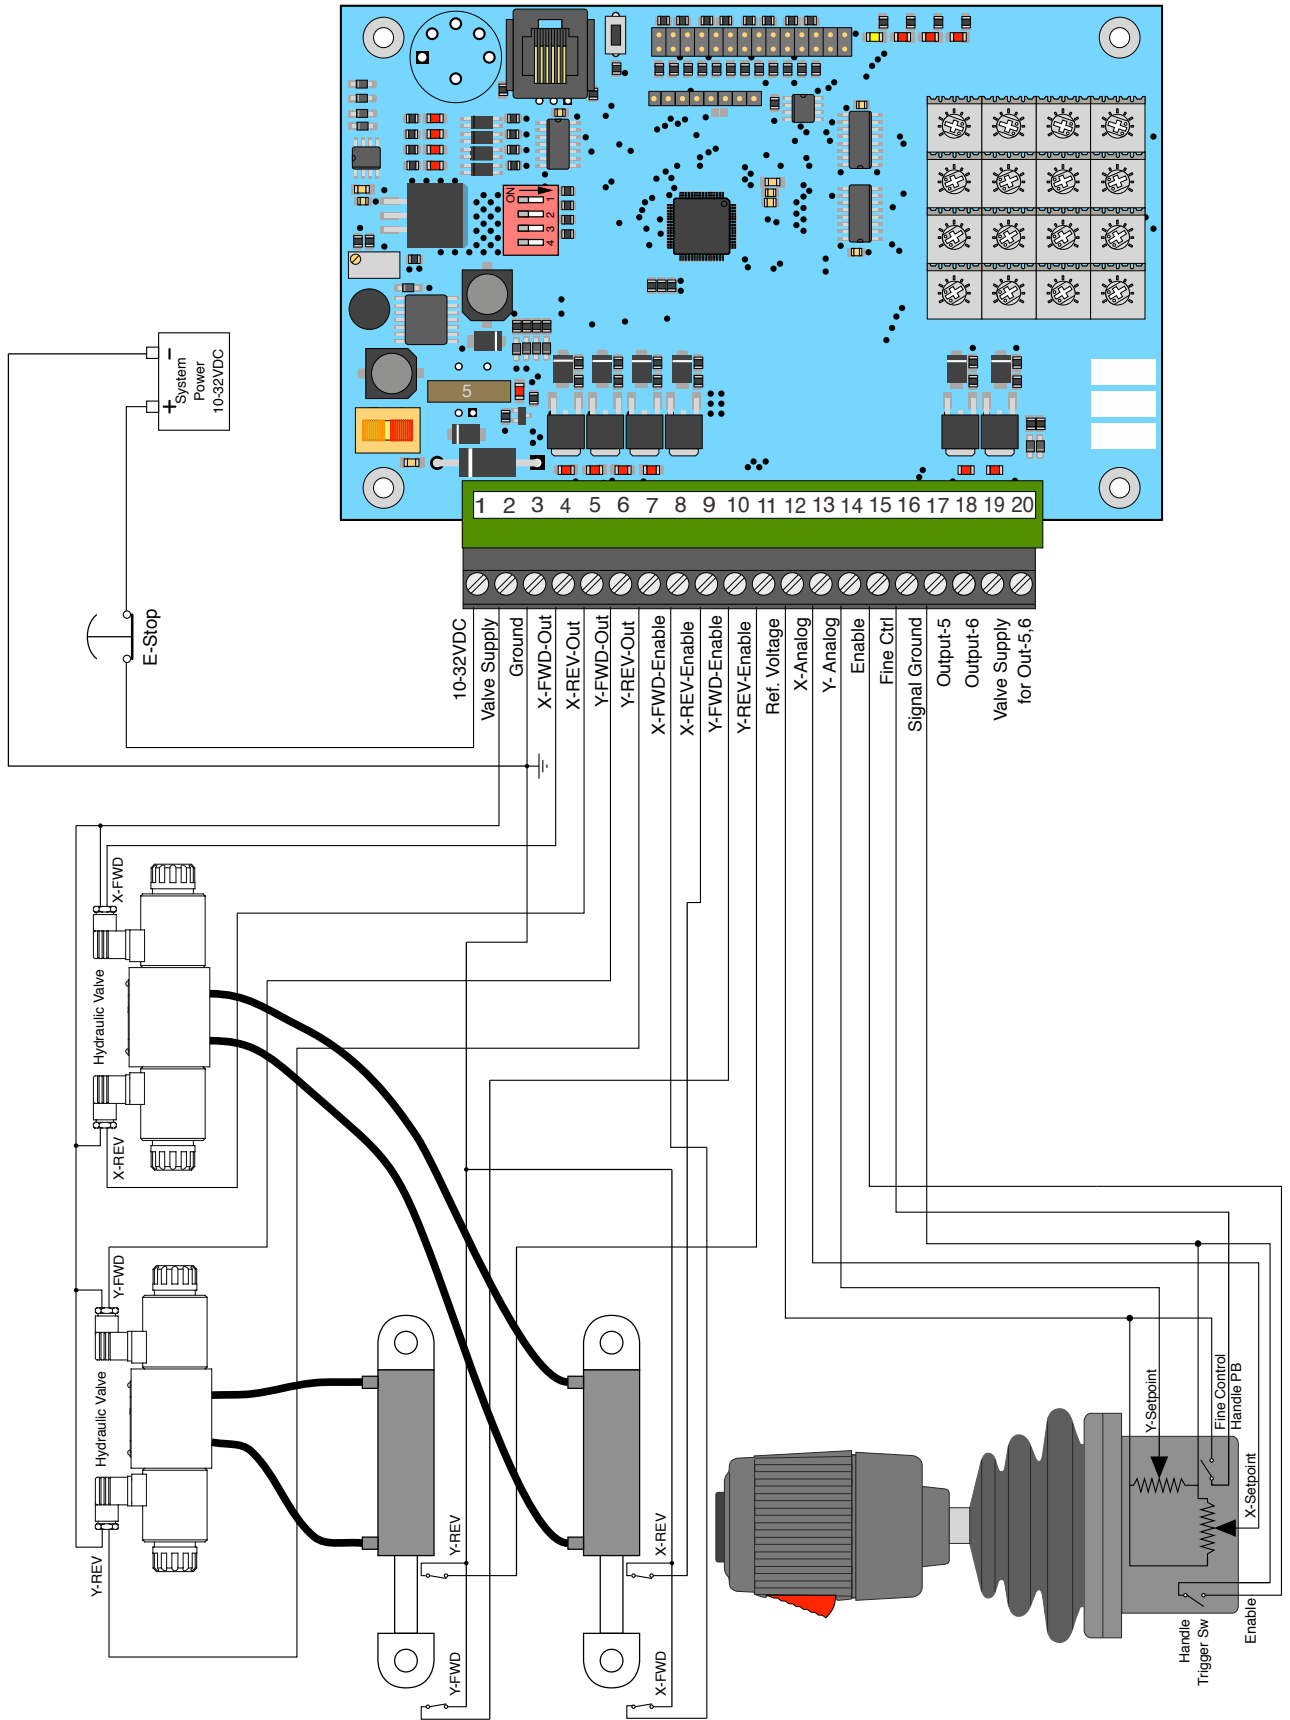 ON
1
2
3
4
5
−
+
System
Power
10-32VDC
E-Stop
1 2 3 4 5 6 7 8 9 10 11 12 13 14 15 16 17 18 19 20
10-32VDC
Valve Supply
Ground
X-FWD-Out
X-REV-Out
Y-FWD-Out
Y-REV-Out
X-FWD-Enable
X-REV-Enable
Y-FWD-Enable
Y-REV-Enable
Ref. Voltage
X-Analog
Y- Analog
Enable
Fine Ctrl
Signal Ground
Output-5
Output-6
Valve Supply
for Out-5,6
X-FWD
Hydraulic Valve
X-REV
Y-FWD
Hydraulic Valve
Y-REV
Y-REV
Y-FWD
X-REV
X-FWD
Y-Setpoint
Fine Control
Handle PB
X-Setpoint
Handle
Trigger Sw
Enable